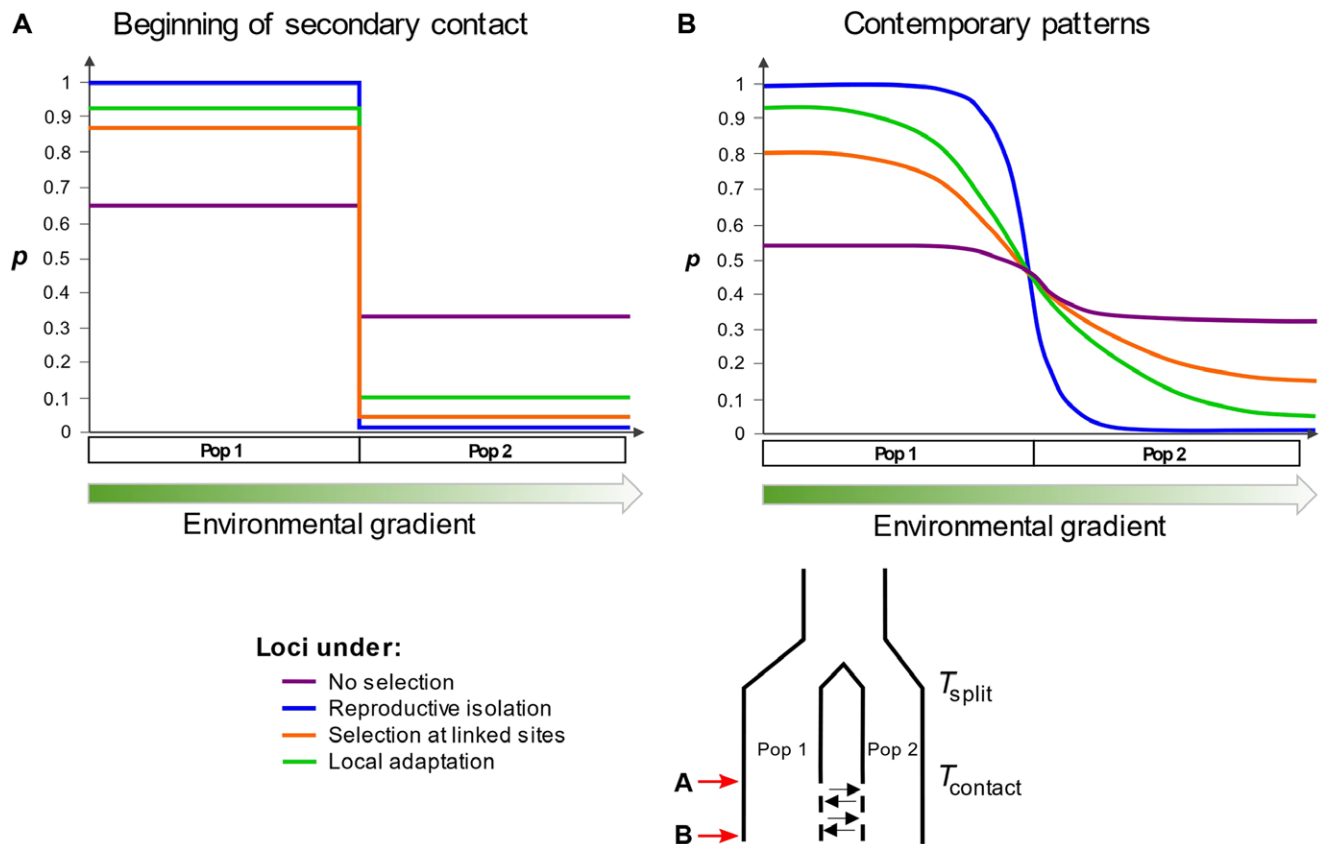 A Beginning of secondary contact
1
0.9
0.8
0.7
0.6
0.5
0.4
0.3
0.2
0.1
0
p
Pop 1 Pop 2
Environmental gradient
B Contemporary patterns
1
0.9
0.8
0.7
0.6
0.5
0.4
0.3
0.2
0.1
0
p
Pop 1 Pop 2
Environmental gradient
Loci under:
No selection
Reproductive isolation
Selection at linked sites
Local adaptation
Tsplit
Pop 1 Pop 2
A Tcontact
B